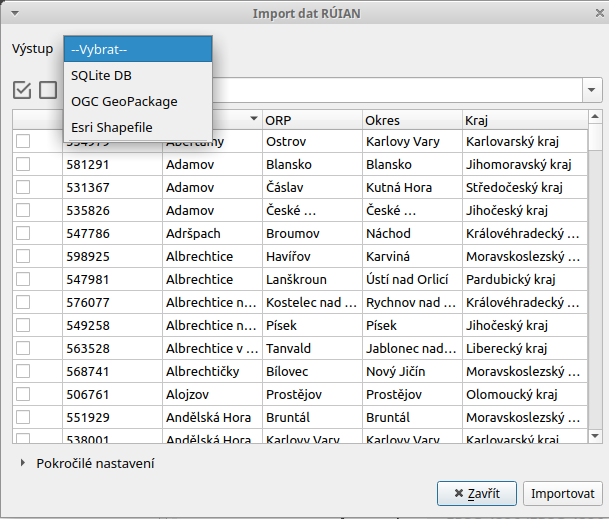 Import dat RÚIAN
Výstup
--Vybrat--
SQLite DB
OGC GeoPackage
Esri Shapefile
ORP Okres Kraj
554979 Abertamy Ostrov Karlovy Vary Karlovarský kraj
581291 Adamov Blansko Blansko Jihomoravský kraj
531367 Adamov Čáslav Kutná Hora Středočeský kraj
535826 Adamov České ... České ... Jihočeský kraj
547786 Adršpach Broumov Náchod Královéhradecký ...
598925 Albrechtice Havířov Karviná Moravskoslezský ...
547981 Albrechtice Lanškroun Ústí nad Orlicí Pardubický kraj
576077 Albrechtice n... Kostelec nad ... Rychnov nad ... Královéhradecký ...
549258 Albrechtice n... Písek Písek Jihočeský kraj
563528 Albrechtice v ... Tanvald Jablonec nad... Liberecký kraj
568741 Albrechtičky Bílovec Nový Jičín Moravskoslezský ...
506761 Alojzov Prostějov Prostějov Olomoucký kraj
551929 Andělská Hora Bruntál Bruntál Moravskoslezský ...
538001 Andělská Hora Karlovy Vary Karlovy Vary Karlovarský kraj
Pokročilé nastavení
Zavřít Importovat